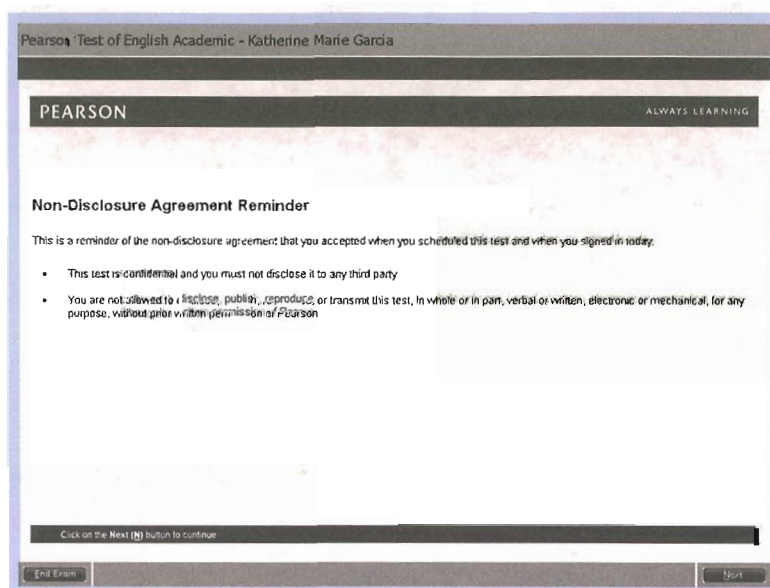 Pearson Test of English Academic - Katherine Marie Garcia
PEARSON
ALWAYS LEARNING
Non-Disclosure Agreement Reminder
This is a reminder of the non-disclosure agreement that you accepted when you scheduled this test and when you signed in today.
• This test is confidential and you must not disclose it to any third party
• You are not allowed to disclose, publish, reproduce, or transmit this test, in whole or in part, verbal or written, electronic or mechanical, for any
purpose, without prior written permission of Pearson
Click on the Next (N) button to continue
End Exam
Next